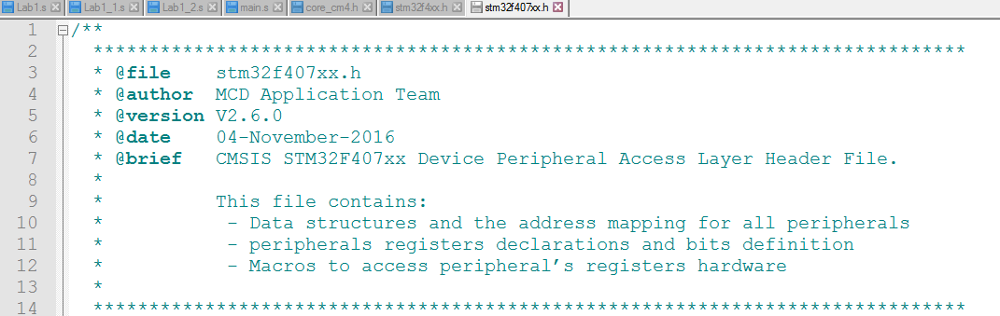 Lab1.s Lab1_1.s Lab1_2.s main.s core_cm4.h stm32f4xx.h stm32f407xx.h
1 /**
2 ******************************************************************************
3 * @file stm32f407xx.h
4 * @author MCD Application Team
5 * @version V2.6.0
6 * @date 04-November-2016
7 * @brief CMSIS STM32F407xx Device Peripheral Access Layer Header File.
8 *
9 * This file contains:
10 * - Data structures and the address mapping for all peripherals
11 * - peripherals registers declarations and bits definition
12 * - Macros to access peripheral’s registers hardware
13 *
14 ******************************************************************************